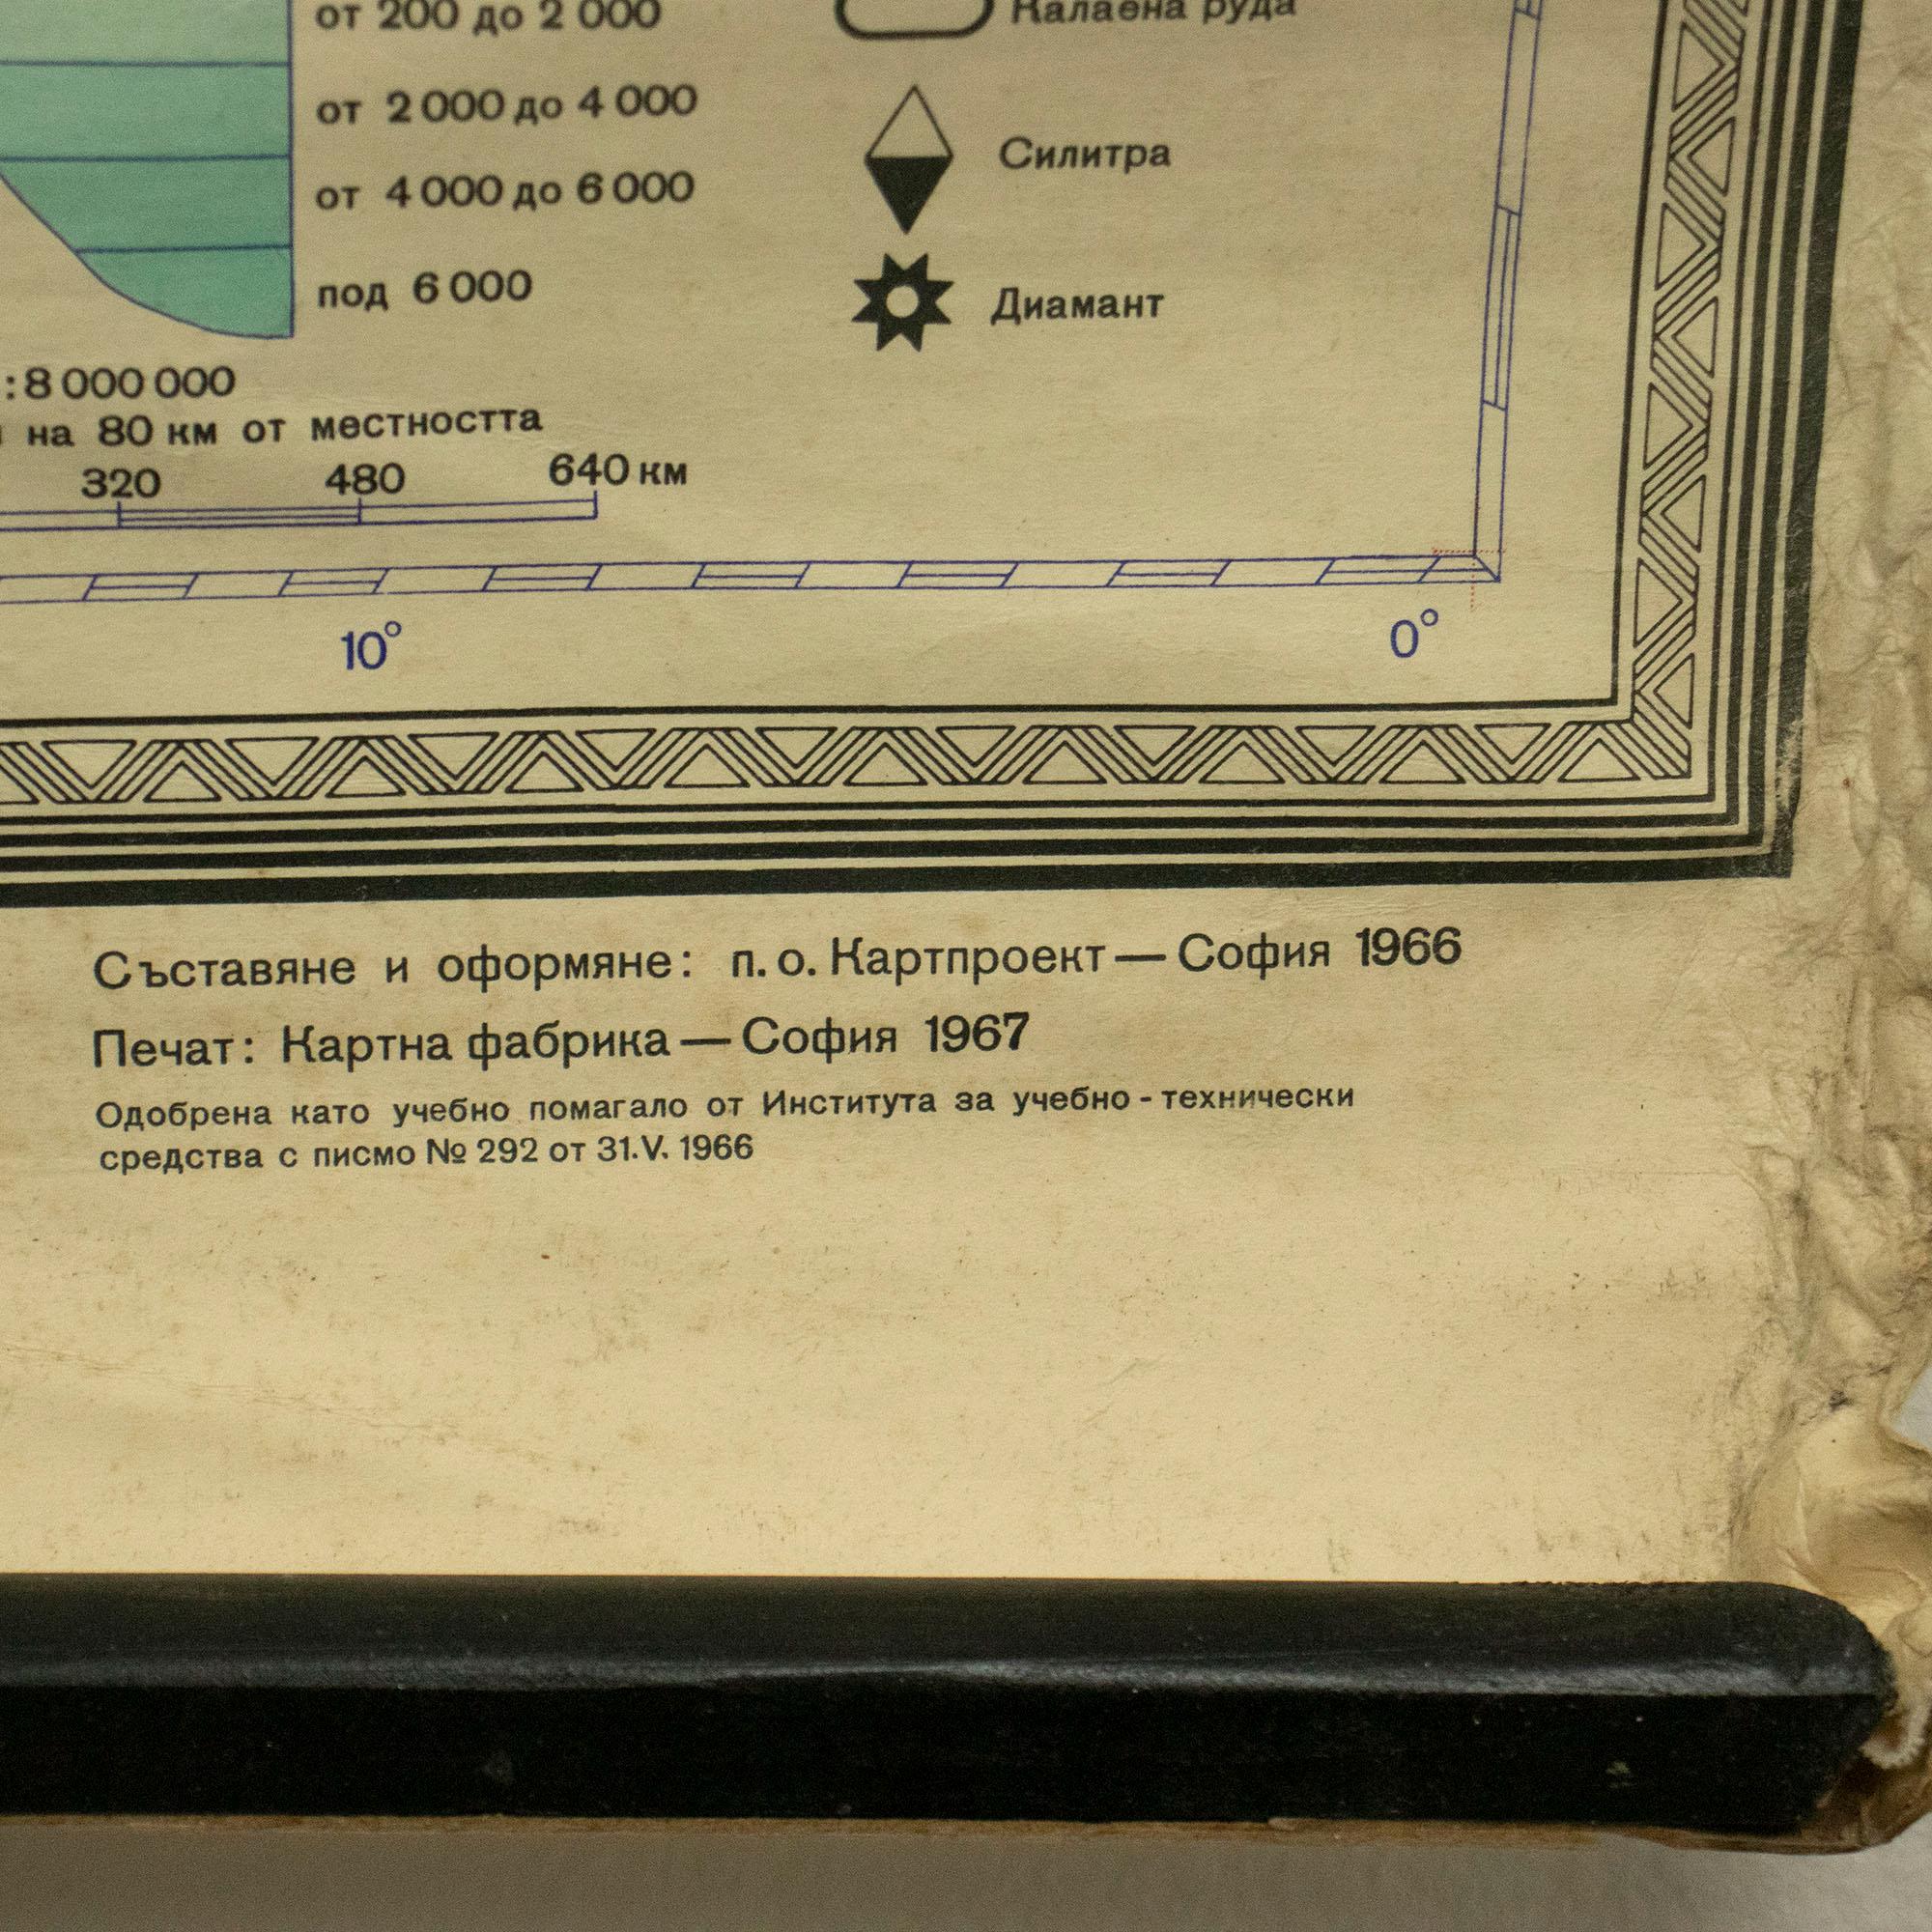 от 200 до 2 000
от 2 000 до 4 000
от 4 000 до 6 000
под 6 000
Калаена руда
Силитра
Диамант
:8 000 000
на 80 км от местността
320 480 640 км
10° 0°
Съставяне и оформяне: п. о. Картпроект — София 1966
Печат: Картна фабрика — София 1967
Одобрена като учебно помагало от Института за учебно - технически
средства с писмо № 292 от 31.V. 1966